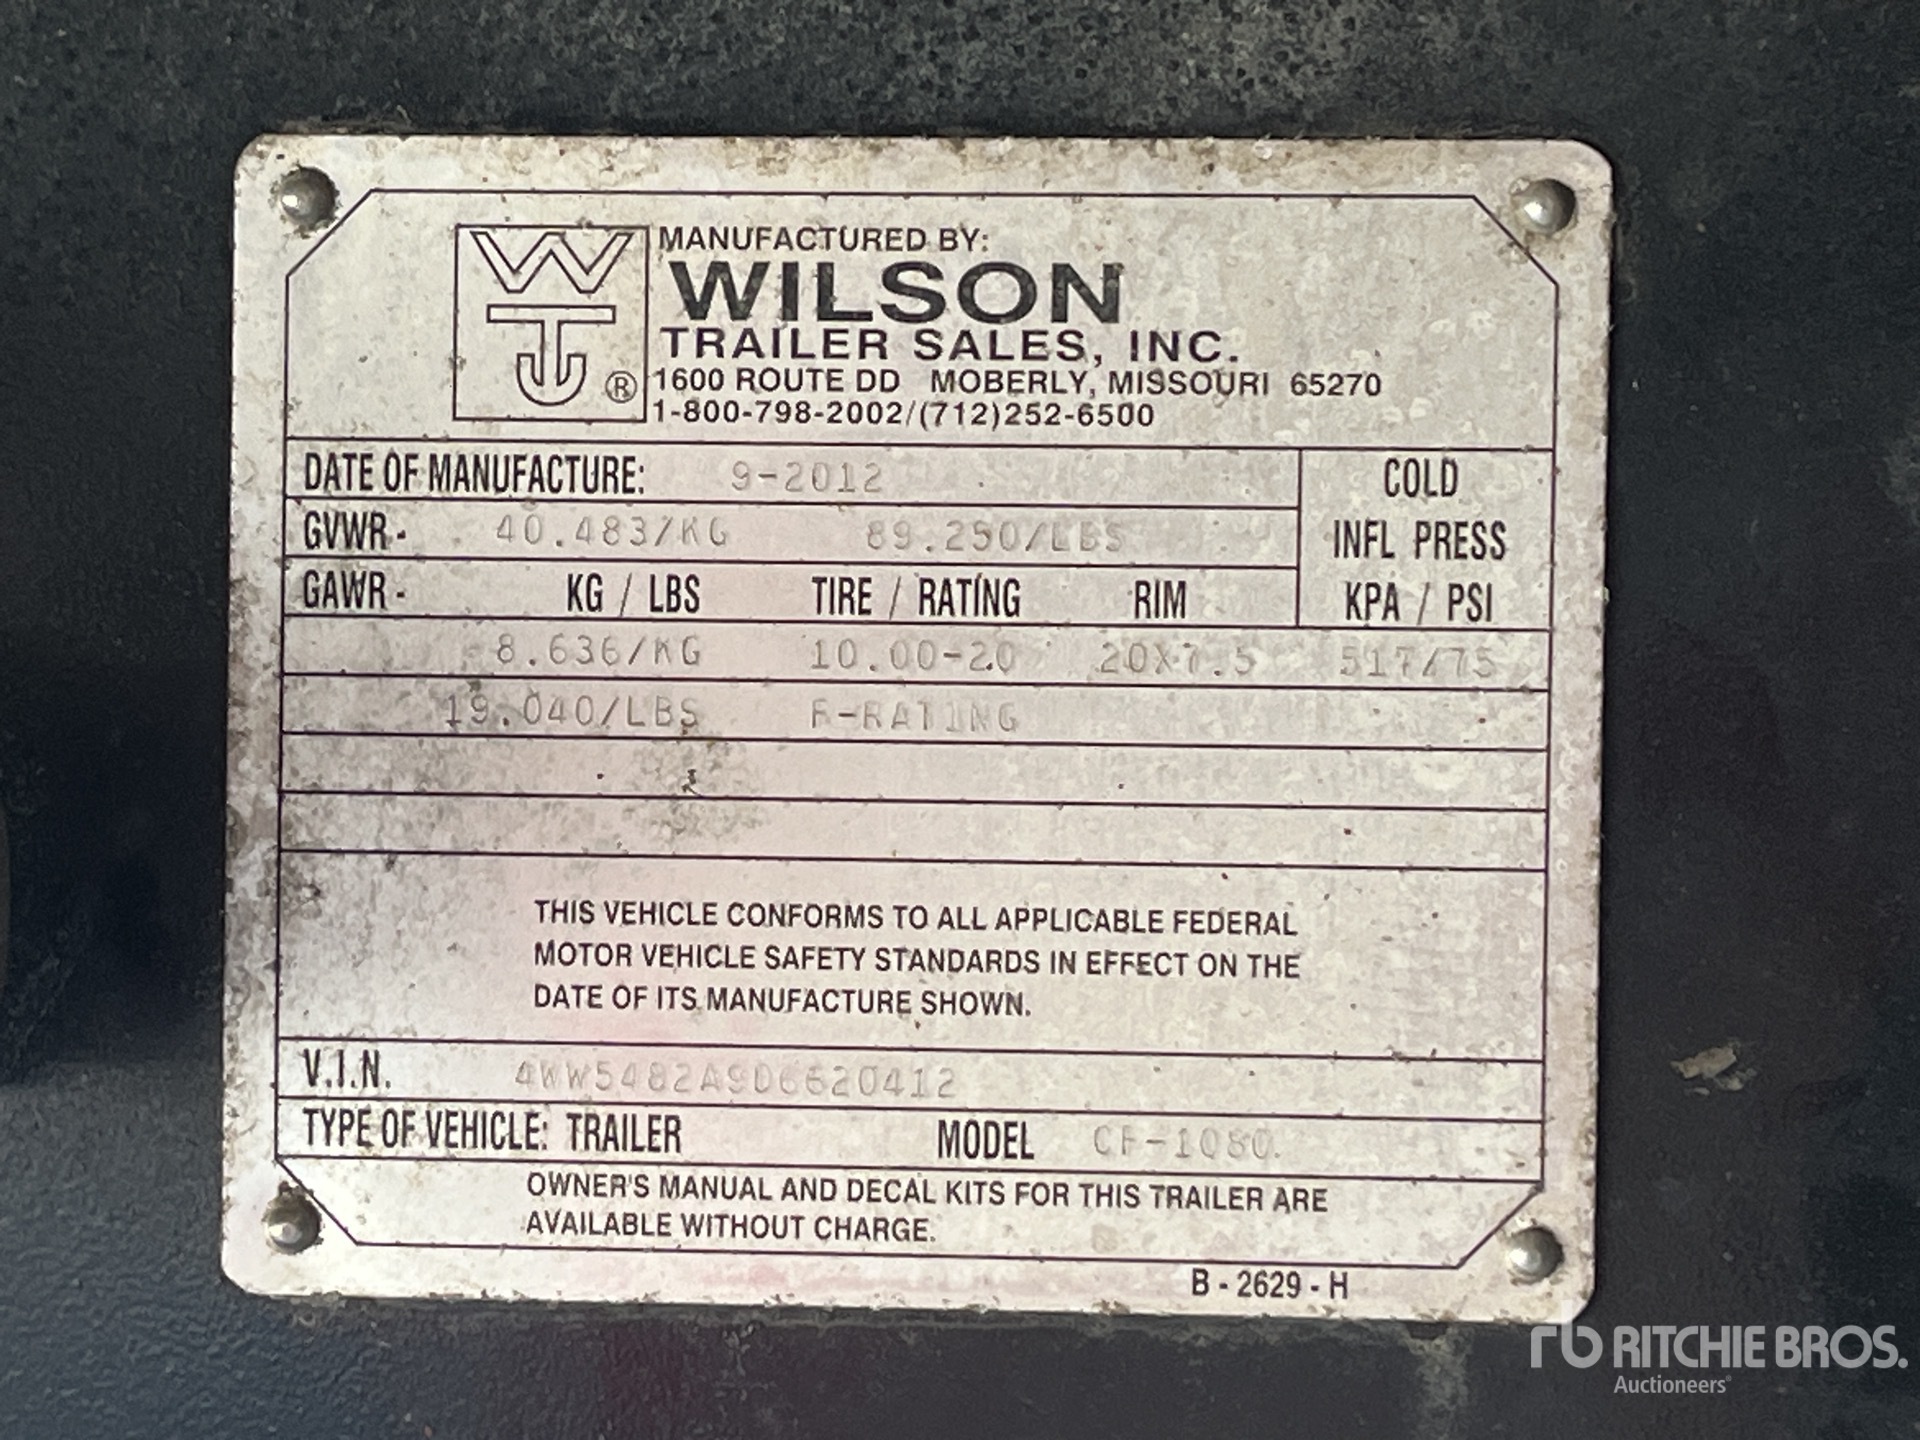 WTJ ®
MANUFACTURED BY:
WILSON
TRAILER SALES, INC.
1600 ROUTE DD MOBERLY, MISSOURI 65270
1-800-798-2002/(712)252-6500
DATE OF MANUFACTURE: 9-2012
COLD
INFL PRESS
KPA / PSI
GVWR- 40.483/KG 89.250/LBS
GAWR- KG / LBS TIRE / RATING RIM
8.636/KG 10.00-20 20X7.5 517/75
19.040/LBS F-RATING
THIS VEHICLE CONFORMS TO ALL APPLICABLE FEDERAL
MOTOR VEHICLE SAFETY STANDARDS IN EFFECT ON THE
DATE OF ITS MANUFACTURE SHOWN.
V.I.N. 4WW5482A9D6620412
TYPE OF VEHICLE: TRAILER MODEL CF-1080
OWNER'S MANUAL AND DECAL KITS FOR THIS TRAILER ARE
AVAILABLE WITHOUT CHARGE.
B - 2629 - H
rb RITCHIE BROS.
Auctioneers